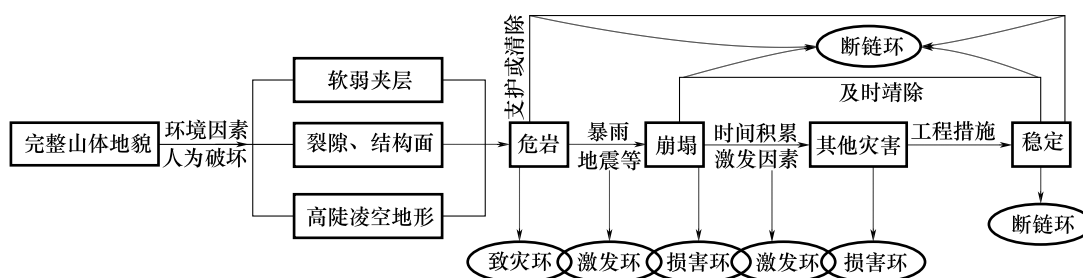 断链环
支护或清除
及时清除
软弱夹层
完整山体地貌
环境因素
人为破坏
裂隙、结构面
高陡凌空地形
危岩
暴雨
地震等
崩塌
时间积累
激发因素
其他灾害
工程措施
稳定
断链环
致灾环
激发环
损害环
激发环
损害环